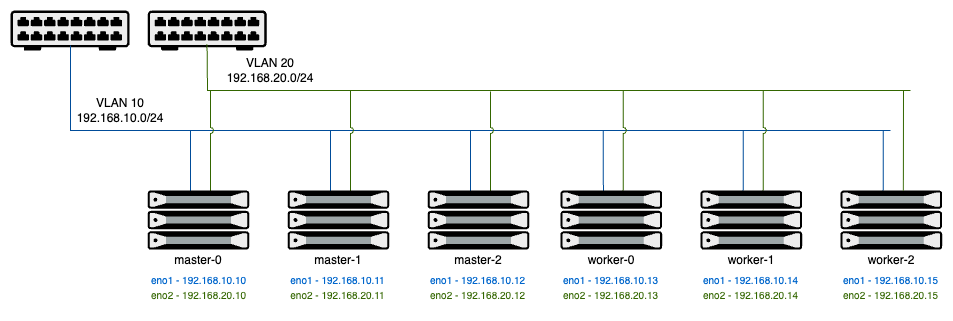 VLAN 20
192.168.20.0/24
VLAN 10
192.168.10.0/24
master-0
master-1
master-2
worker-0
worker-1
worker-2
eno1 - 192.168.10.10
eno1 - 192.168.10.11
eno1 - 192.168.10.12
eno1 - 192.168.10.13
eno1 - 192.168.10.14
eno1 - 192.168.10.15
eno2 - 192.168.20.10
eno2 - 192.168.20.11
eno2 - 192.168.20.12
eno2 - 192.168.20.13
eno2 - 192.168.20.14
eno2 - 192.168.20.15